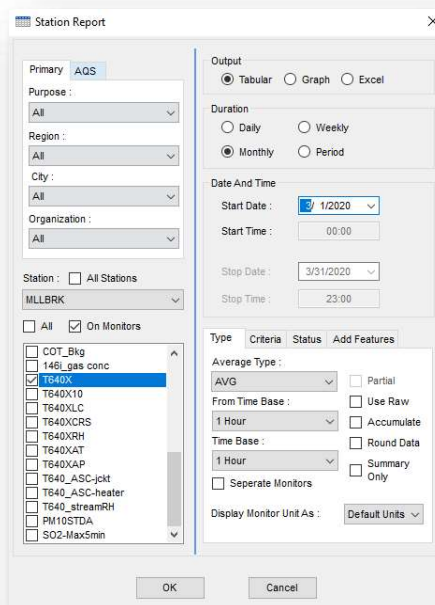 Station Report
Primary AQS
Purpose :
All
Region :
All
City :
All
Organization :
All
Station : All Stations
MLLBRK
All On Monitors
COT_Bkg
146i_gas conc
T640X
T640X10
T640XLC
T640XCRS
T640XRH
T640XAT
T640XAP
T640_ASC-jckt
T640_ASC-heater
T640_streamRH
PM10STDA
SO2-Max5min
Output
Tabular Graph Excel
Duration
Daily Weekly
Monthly Period
Date And Time
Start Date : 3/ 1/2020
Start Time : 00:00
Stop Date : 3/31/2020
Stop Time : 23:00
Type Criteria Status Add Features
Average Type :
AVG
Partial
From Time Base :
Use Raw
1 Hour
Accumulate
Time Base :
Round Data
1 Hour
Summary
Only
Seperate Monitors
Display Monitor Unit As : Default Units
OK Cancel